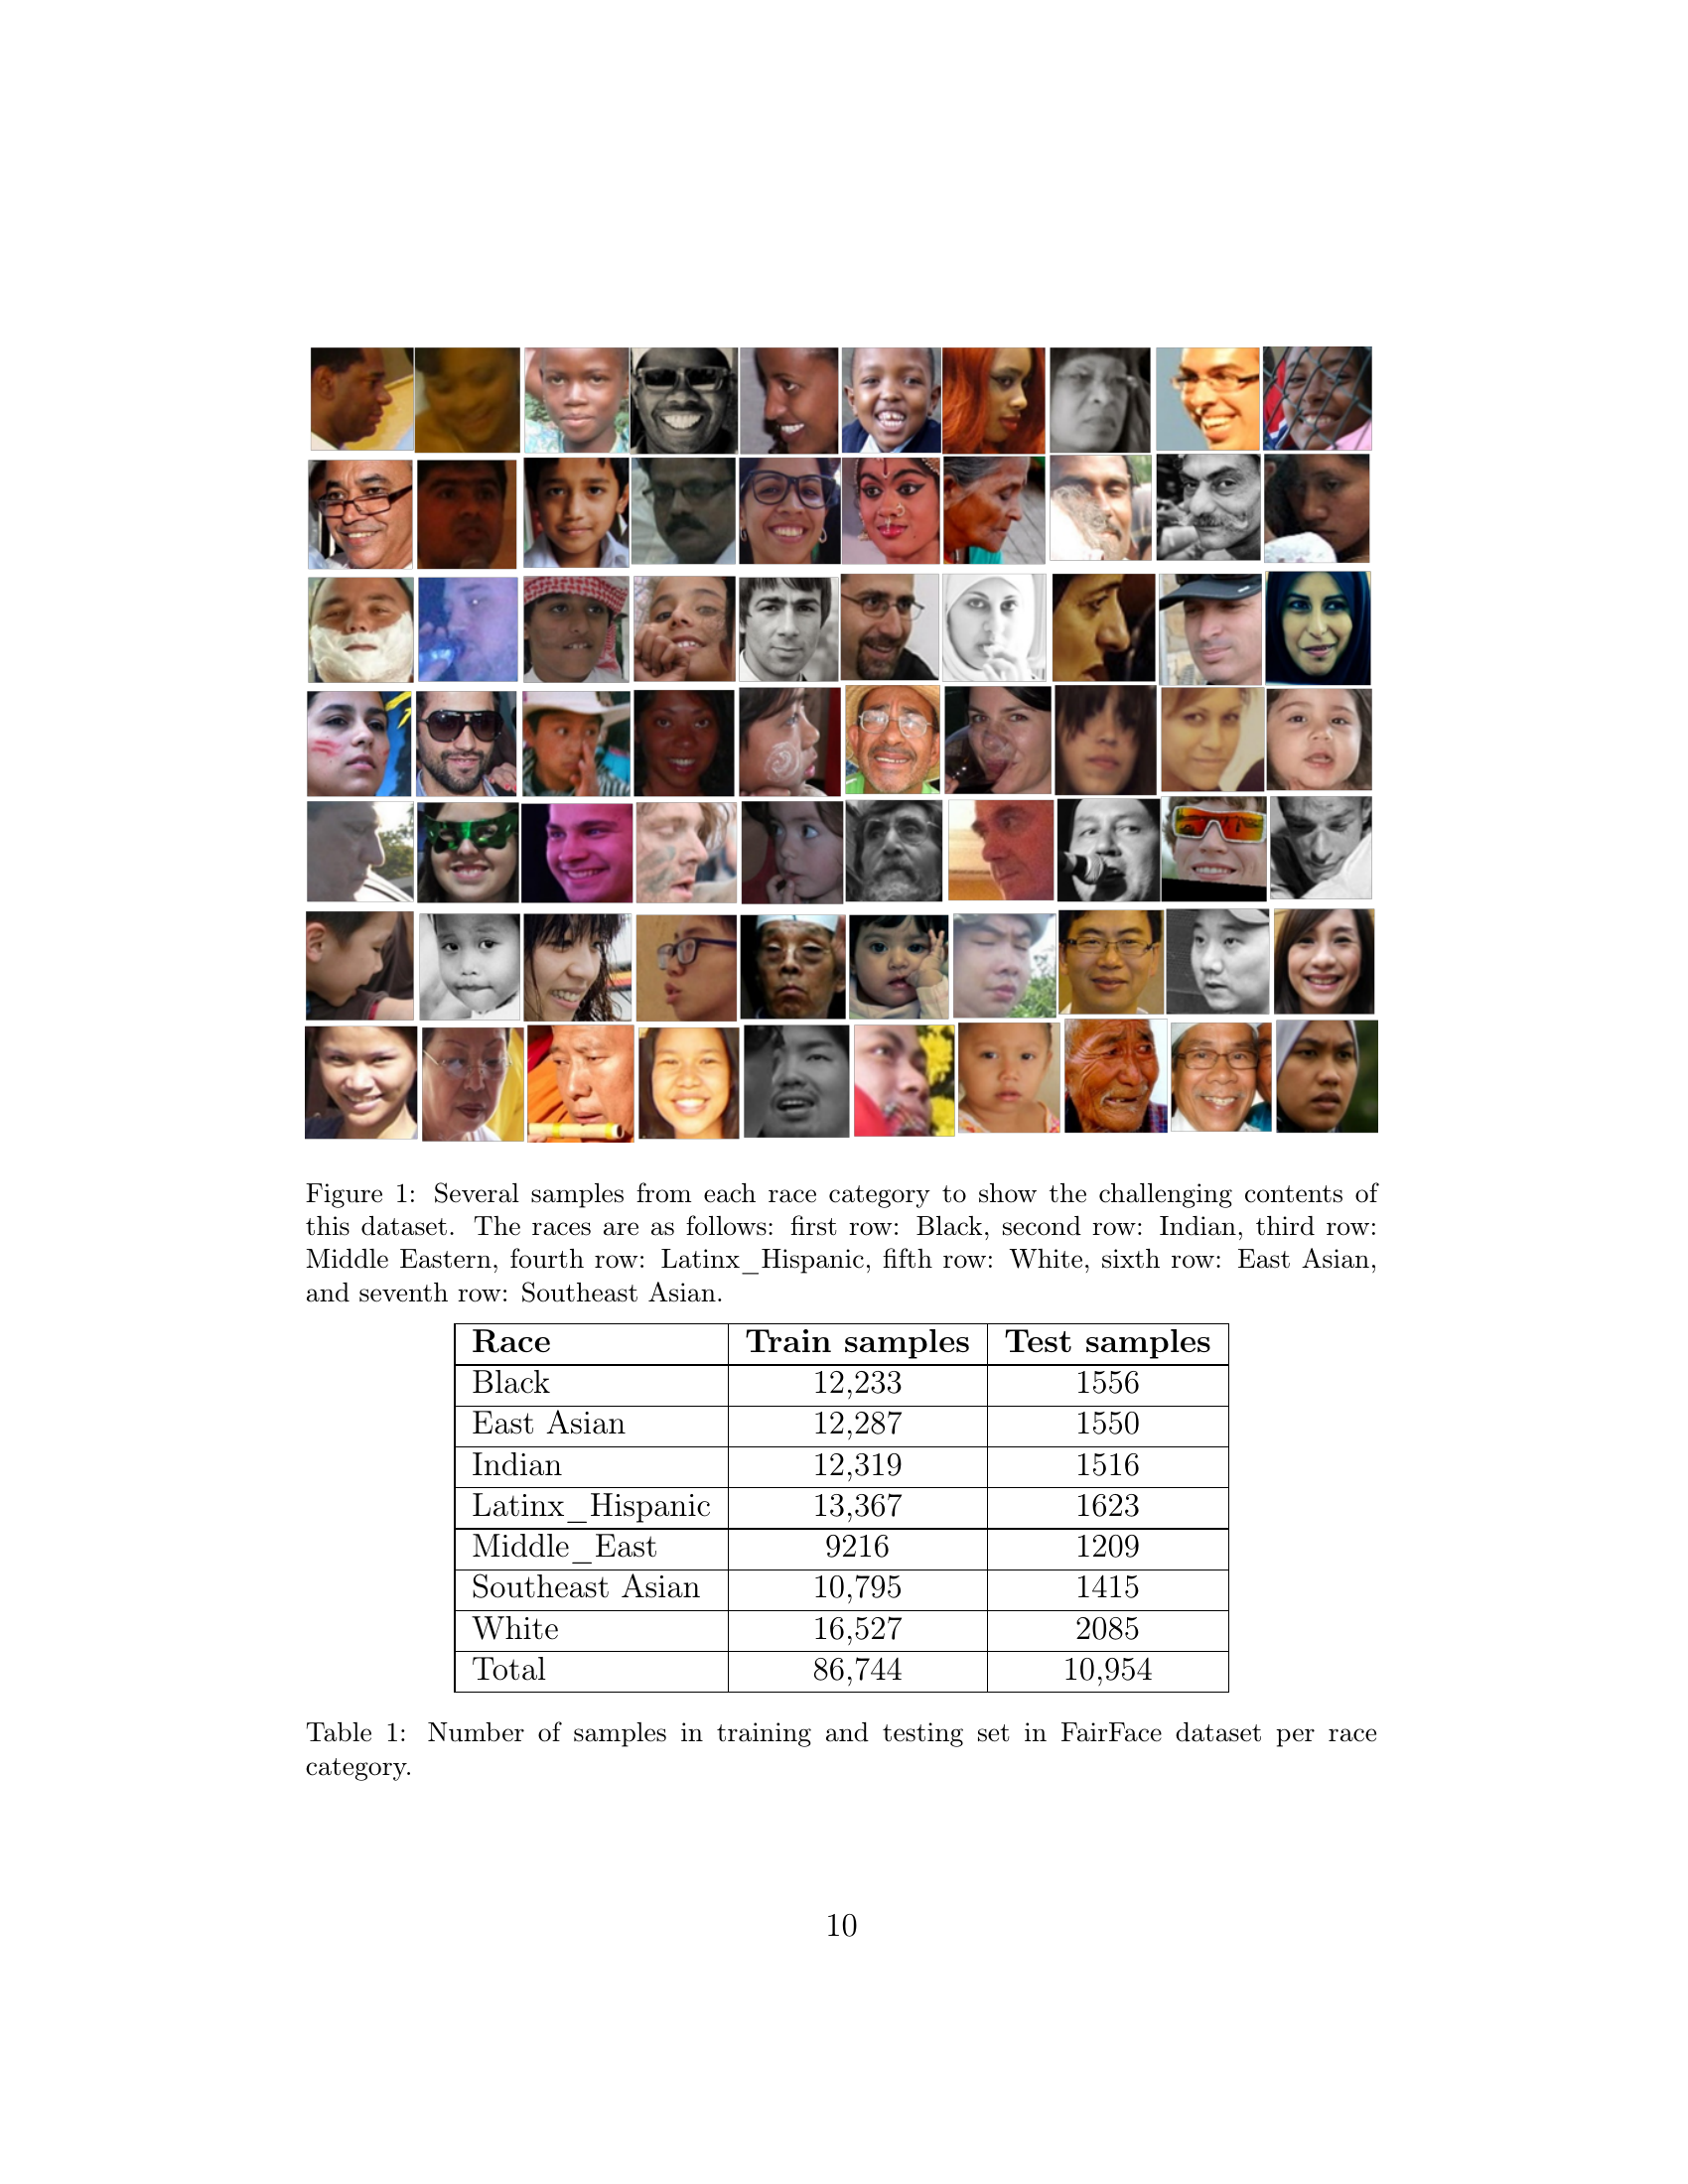 Figure 1: Several samples from each race category to show the challenging contents of
this dataset. The races are as follows: first row: Black, second row: Indian, third row:
Middle Eastern, fourth row: Latinx_Hispanic, fifth row: White, sixth row: East Asian,
and seventh row: Southeast Asian.
Race Train samples Test samples
Black 12,233 1556
East Asian 12,287 1550
Indian 12,319 1516
Latinx_Hispanic 13,367 1623
Middle_East 9216 1209
Southeast Asian 10,795 1415
White 16,527 2085
Total 86,744 10,954
Table 1: Number of samples in training and testing set in FairFace dataset per race
category.
10